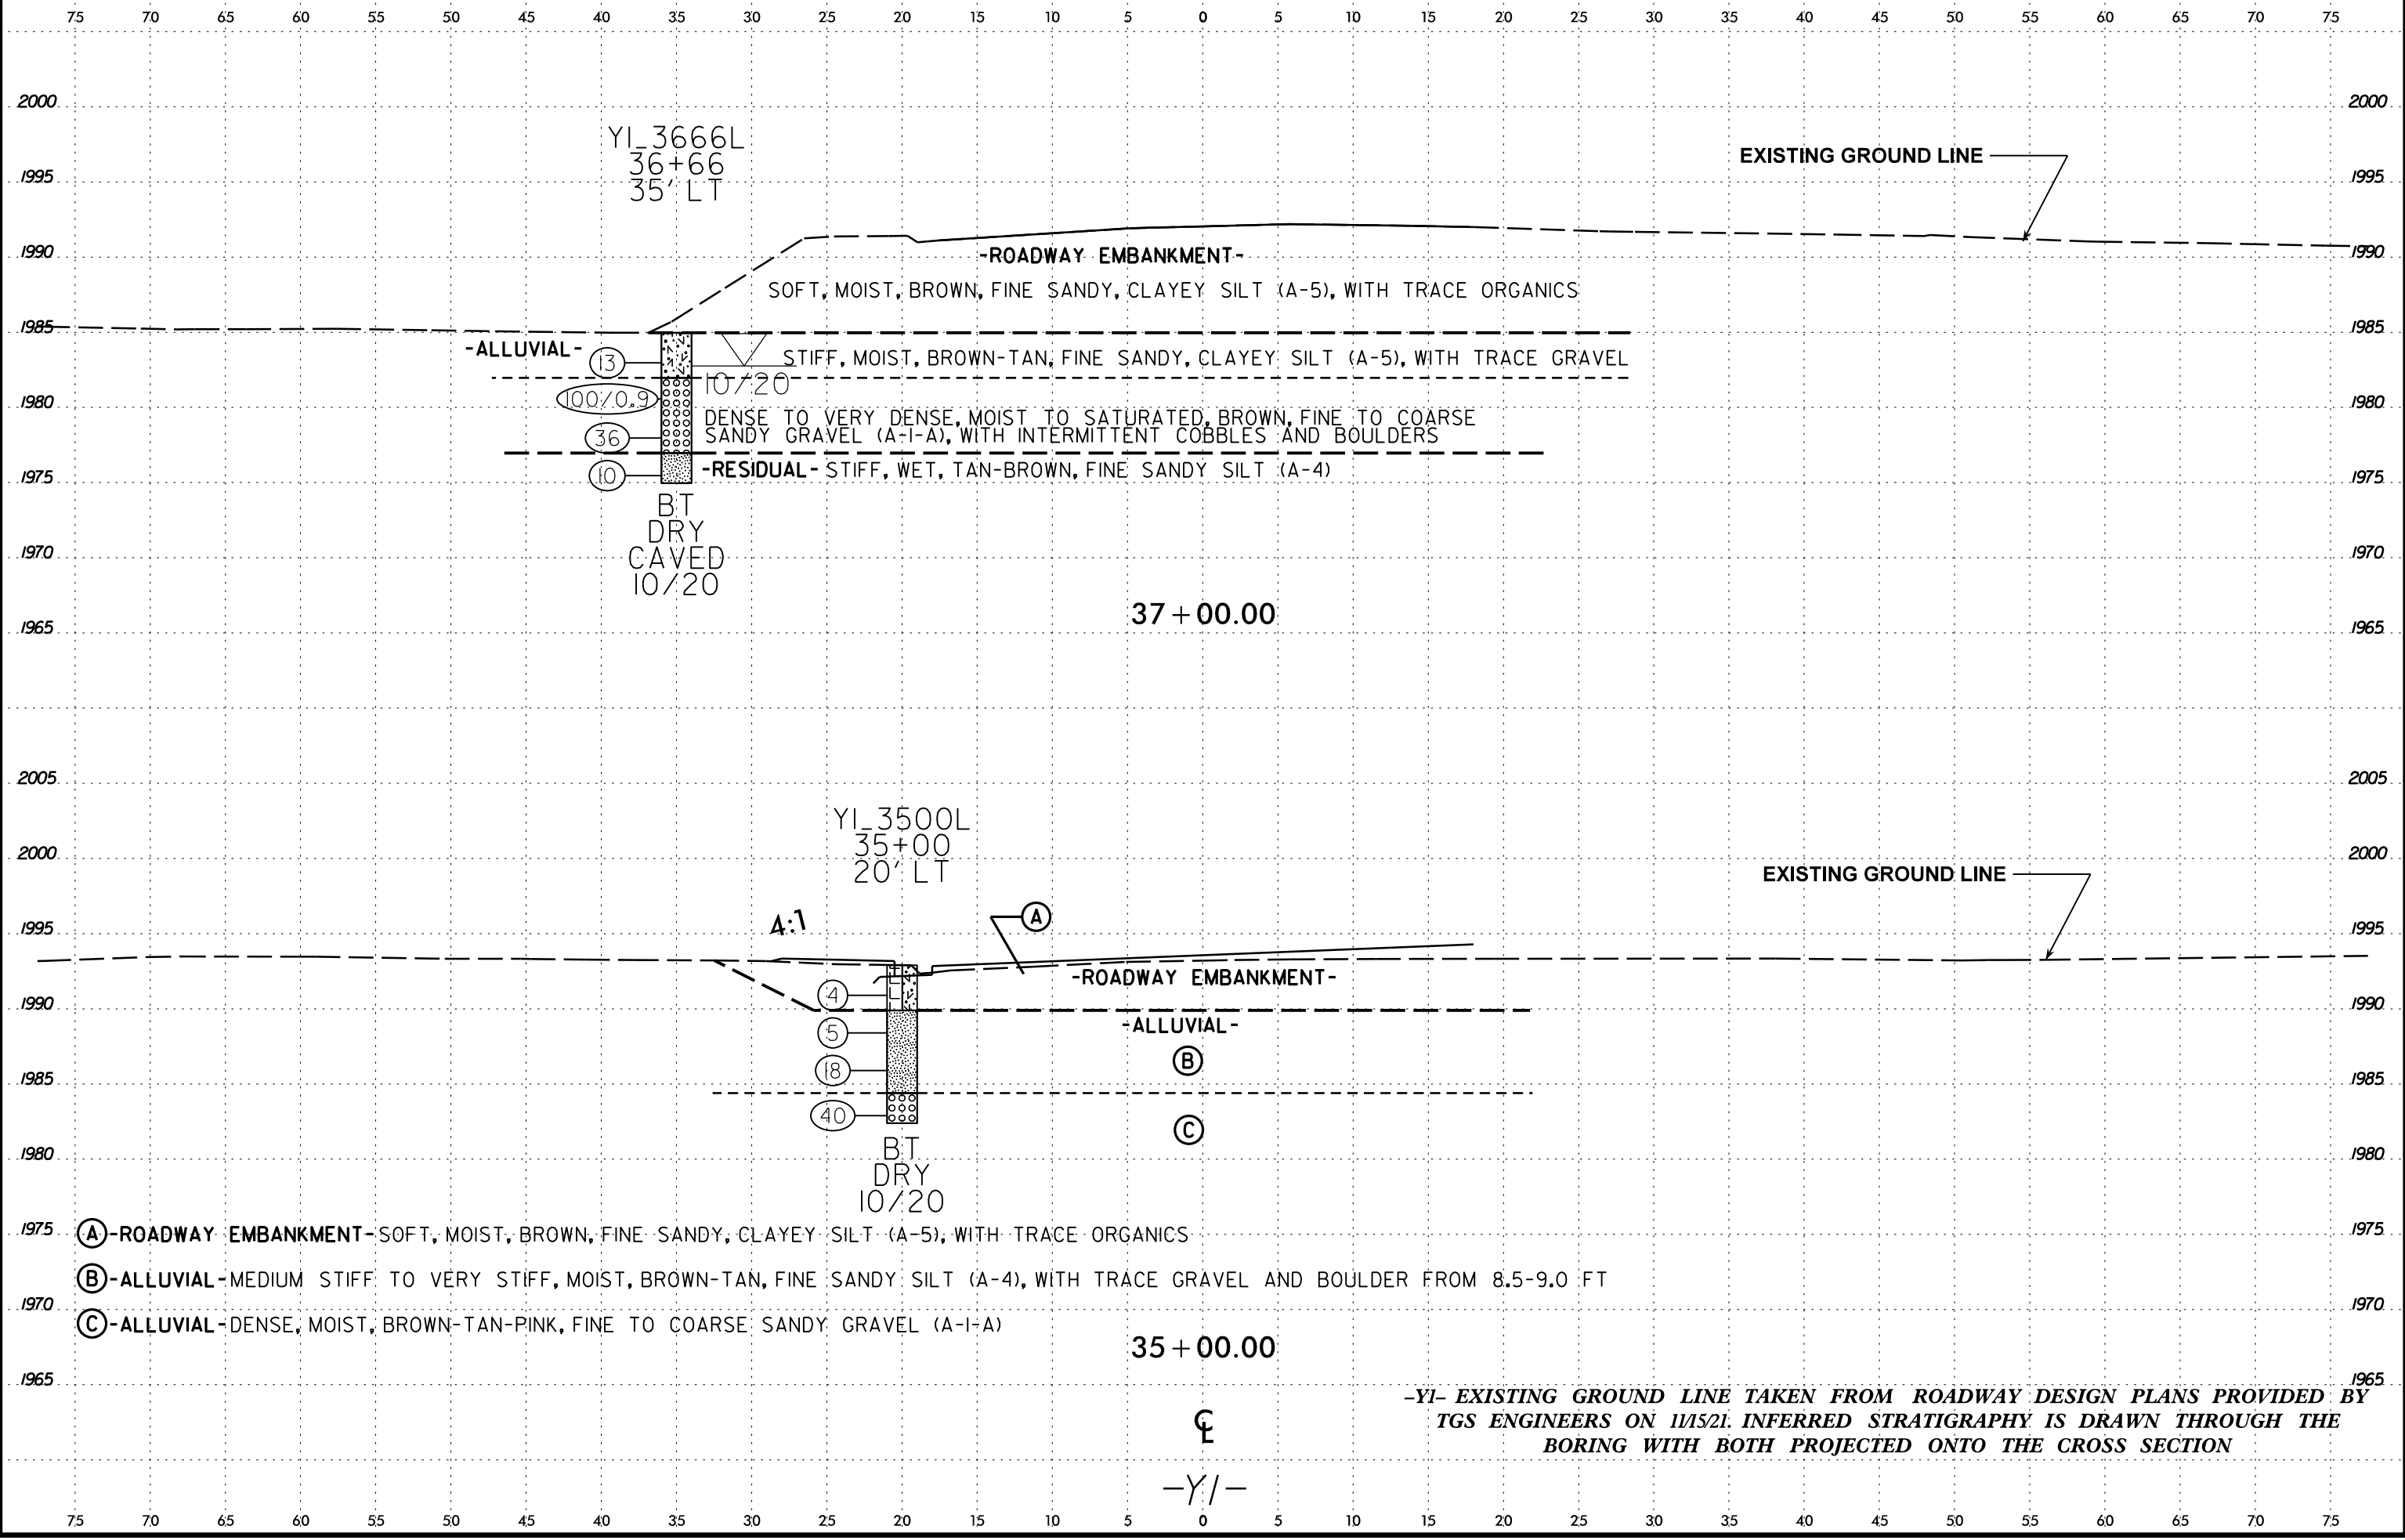 75 70 65 60 55 50 45 40 35 30 25 20 15 10 5 0 5 10 15 20 25 30 35 40 45 50 55 60 65 70 75
2000 2000
Y1_3666L
36+66
35' LT
EXISTING GROUND LINE
1995 1995
1990 1990
-ROADWAY EMBANKMENT-
SOFT, MOIST, BROWN, FINE SANDY, CLAYEY SILT (A-5), WITH TRACE ORGANICS
1985 1985
-ALLUVIAL-
13
STIFF, MOIST, BROWN-TAN, FINE SANDY, CLAYEY SILT (A-5), WITH TRACE GRAVEL
10/20
100/0.9
1980 1980
DENSE TO VERY DENSE, MOIST TO SATURATED, BROWN, FINE TO COARSE
SANDY GRAVEL (A-1-A), WITH INTERMITTENT COBBLES AND BOULDERS
36
10
-RESIDUAL- STIFF, WET, TAN-BROWN, FINE SANDY SILT (A-4)
1975 1975
BT
DRY
CAVED
10/20
1970 1970
37+00.00
1965 1965
2005 2005
Y1_3500L
35+00
20' LT
2000 2000
EXISTING GROUND LINE
4:1
A
1995 1995
-ROADWAY EMBANKMENT-
4
1990 1990
-ALLUVIAL-
5
B
18
1985 1985
40
C
1980 1980
BT
DRY
10/20
1975 1975
A -ROADWAY EMBANKMENT- SOFT, MOIST, BROWN, FINE SANDY, CLAYEY SILT (A-5), WITH TRACE ORGANICS
B -ALLUVIAL- MEDIUM STIFF TO VERY STIFF, MOIST, BROWN-TAN, FINE SANDY SILT (A-4), WITH TRACE GRAVEL AND BOULDER FROM 8.5-9.0 FT
1970 1970
C -ALLUVIAL- DENSE, MOIST, BROWN-TAN-PINK, FINE TO COARSE SANDY GRAVEL (A-1-A)
35+00.00
1965 1965
-Y1- EXISTING GROUND LINE TAKEN FROM ROADWAY DESIGN PLANS PROVIDED BY
TGS ENGINEERS ON 11/15/21. INFERRED STRATIGRAPHY IS DRAWN THROUGH THE
BORING WITH BOTH PROJECTED ONTO THE CROSS SECTION
℄
-Y1-
75 70 65 60 55 50 45 40 35 30 25 20 15 10 5 0 5 10 15 20 25 30 35 40 45 50 55 60 65 70 75